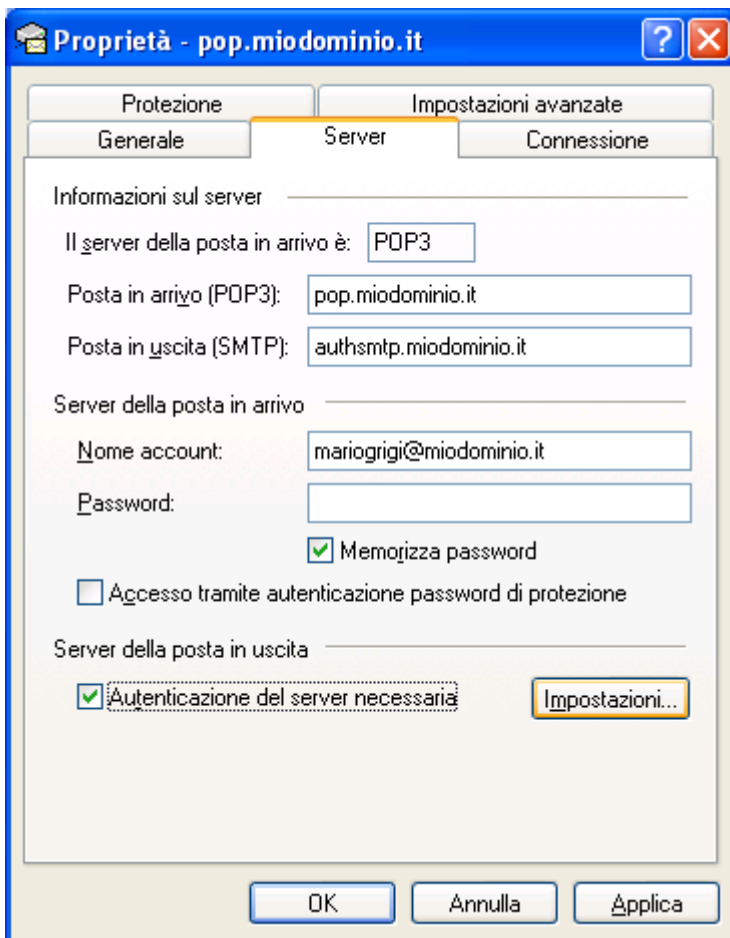 Proprietà - pop.miodominio.it
Protezione
Impostazioni avanzate
Generale
Server
Connessione
Informazioni sul server
Il server della posta in arrivo è: POP3
Posta in arrivo (POP3): pop.miodominio.it
Posta in uscita (SMTP): authsmtp.miodominio.it
Server della posta in arrivo
Nome account: mariogrigi@miodominio.it
Password:
Memorizza password
Accesso tramite autenticazione password di protezione
Server della posta in uscita
Autenticazione del server necessaria
Impostazioni...
OK
Annulla
Applica